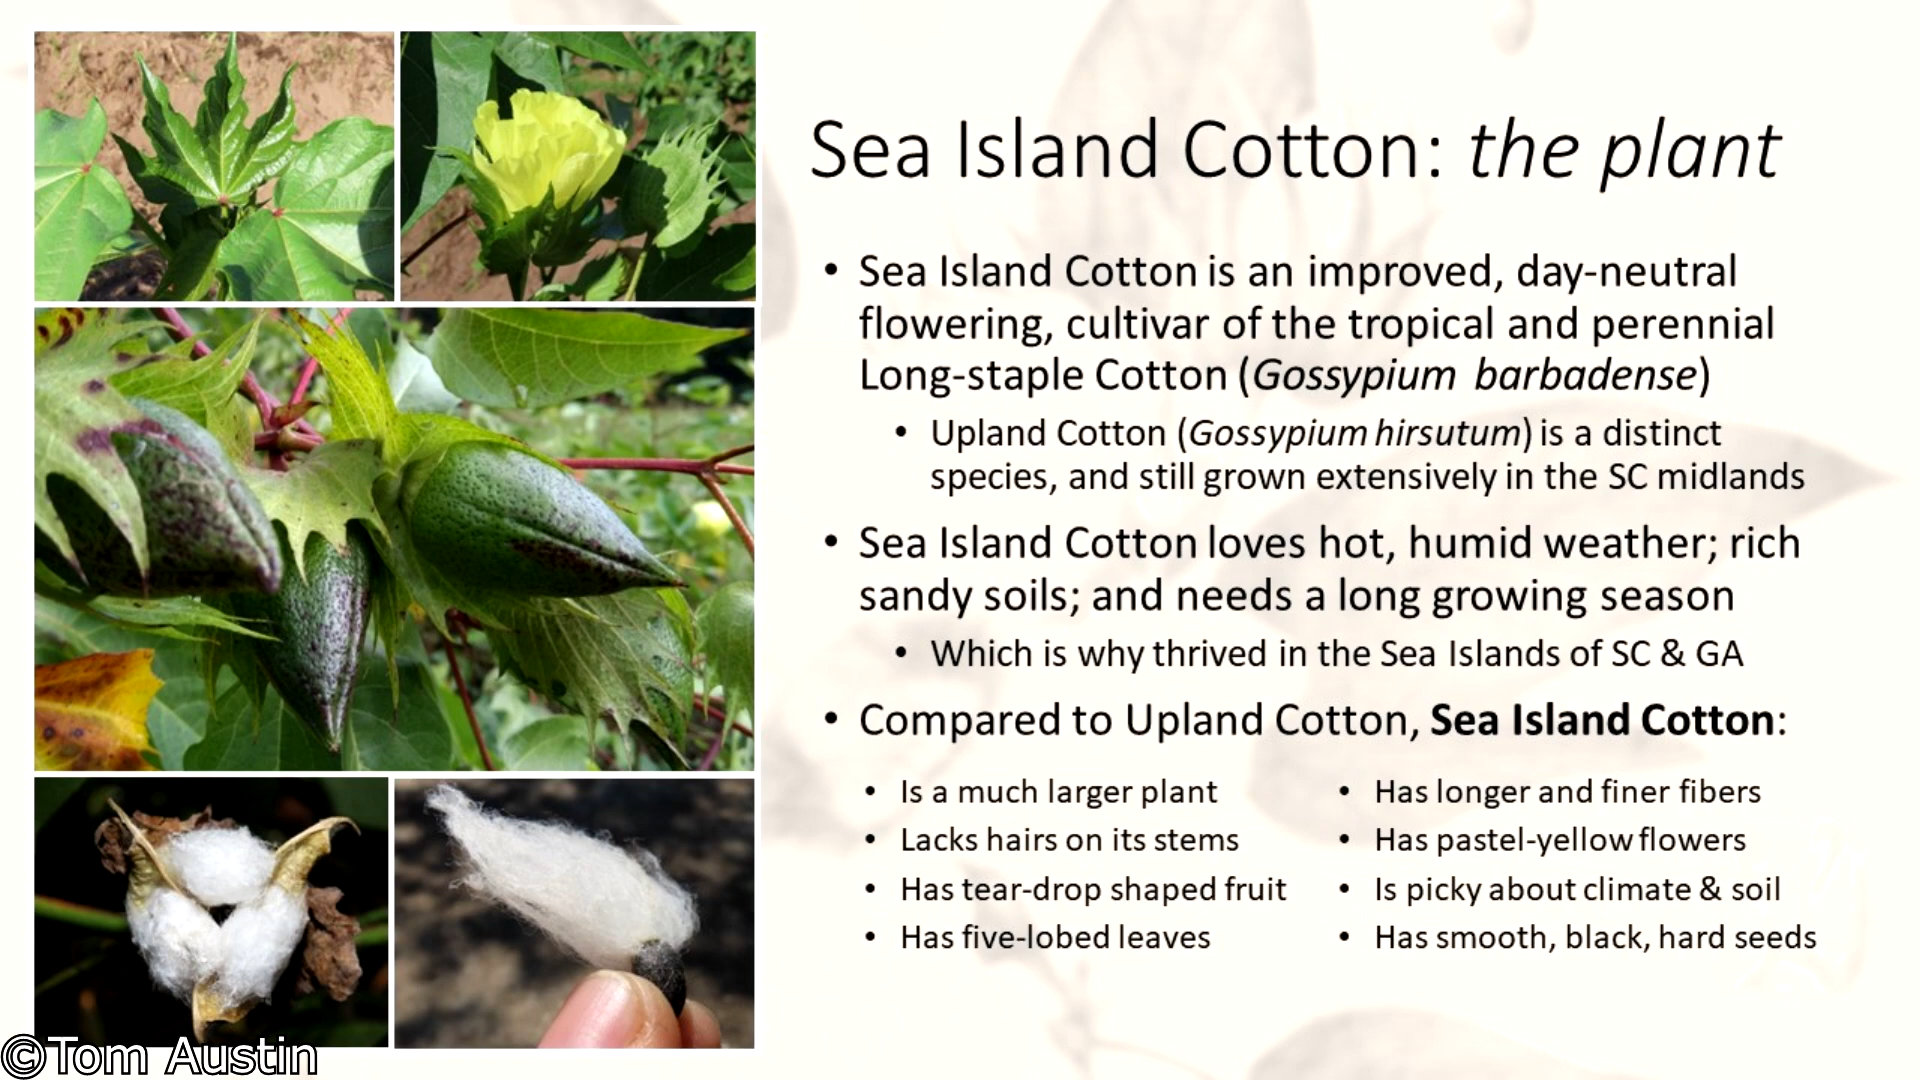 Sea Island Cotton: the plant
• Sea Island Cotton is an improved, day-neutral
flowering, cultivar of the tropical and perennial
Long-staple Cotton (Gossypium barbadense)
• Upland Cotton (Gossypium hirsutum) is a distinct
species, and still grown extensively in the SC midlands
• Sea Island Cotton loves hot, humid weather; rich
sandy soils; and needs a long growing season
• Which is why thrived in the Sea Islands of SC & GA
• Compared to Upland Cotton, Sea Island Cotton:
• Is a much larger plant
• Lacks hairs on its stems
• Has tear-drop shaped fruit
• Has five-lobed leaves
• Has longer and finer fibers
• Has pastel-yellow flowers
• Is picky about climate & soil
• Has smooth, black, hard seeds
©Tom Austin